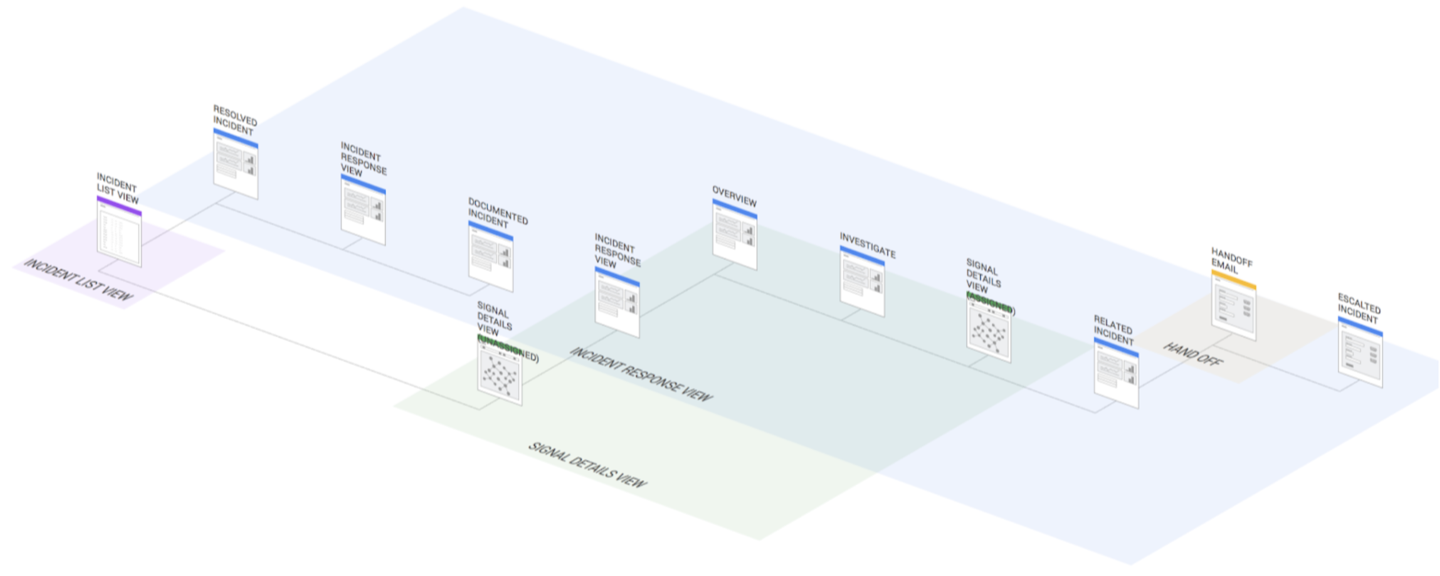 RESOLVED
INCIDENT
INCIDENT
RESPONSE
VIEW
INCIDENT
LIST VIEW
DOCUMENTED
INCIDENT
OVERVIEW
INCIDENT
RESPONSE
VIEW
INVESTIGATE
SIGNAL
DETAILS
VIEW
(ASSIGNED)
HANDOFF
EMAIL
ESCALTED
INCIDENT
INCIDENT LIST VIEW
SIGNAL
DETAILS
VIEW
(UNASSIGNED)
RELATED
INCIDENT
INCIDENT RESPONSE VIEW
HAND OFF
SIGNAL DETAILS VIEW